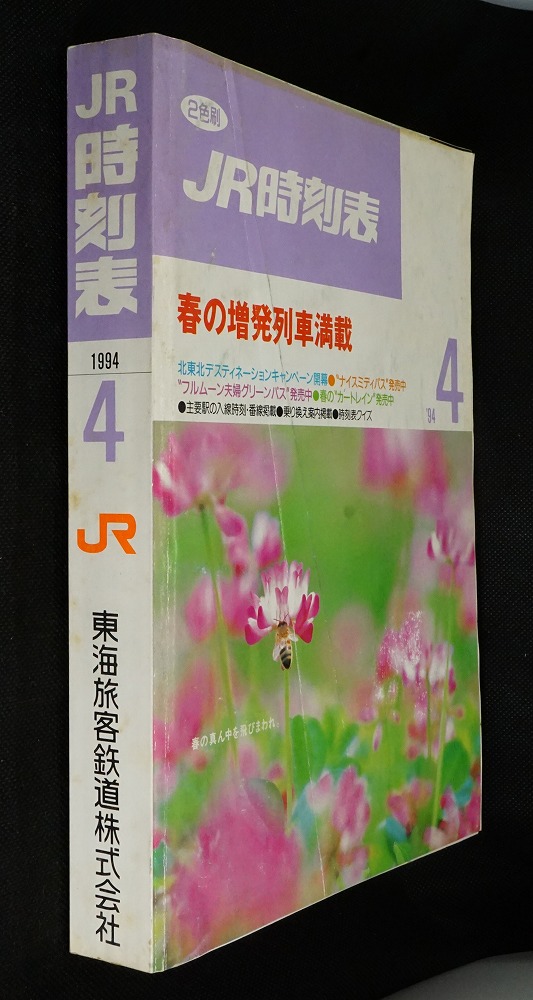 JR時刻表
1994
4
JR
東海旅客鉄道株式会社
2色刷
JR時刻表
春の増発列車満載
北東北デスティネーションキャンペーン開幕●"ナイスミディパス"発売中
"フルムーン夫婦グリーンパス"発売中●春の"カートレイン"発売中
●主要駅の入線時刻・番線掲載●乗り換え案内掲載●時刻表クイズ
'94
4
春の真ん中を飛びまわれ。